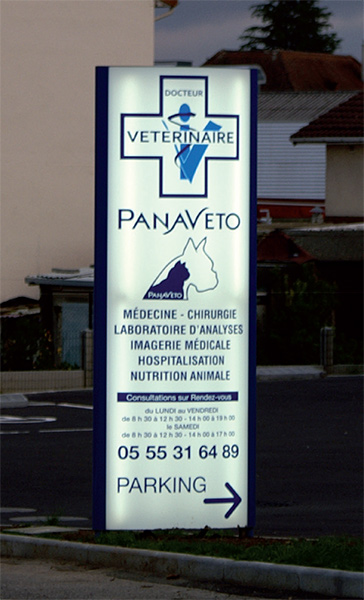 DOCTEUR
VETERINAIRE
PANAVETO
PANAVETO
MÉDECINE - CHIRURGIE
LABORATOIRE D'ANALYSES
IMAGERIE MÉDICALE
HOSPITALISATION
NUTRITION ANIMALE
Consultations sur Rendez-vous
du LUNDI au VENDREDI
de 8 h 30 à 12 h 30 - 14 h 00 à 19 h 00
le SAMEDI
de 8 h 30 à 12 h 30 - 14 h 00 à 17 h 00
05 55 31 64 89
PARKING